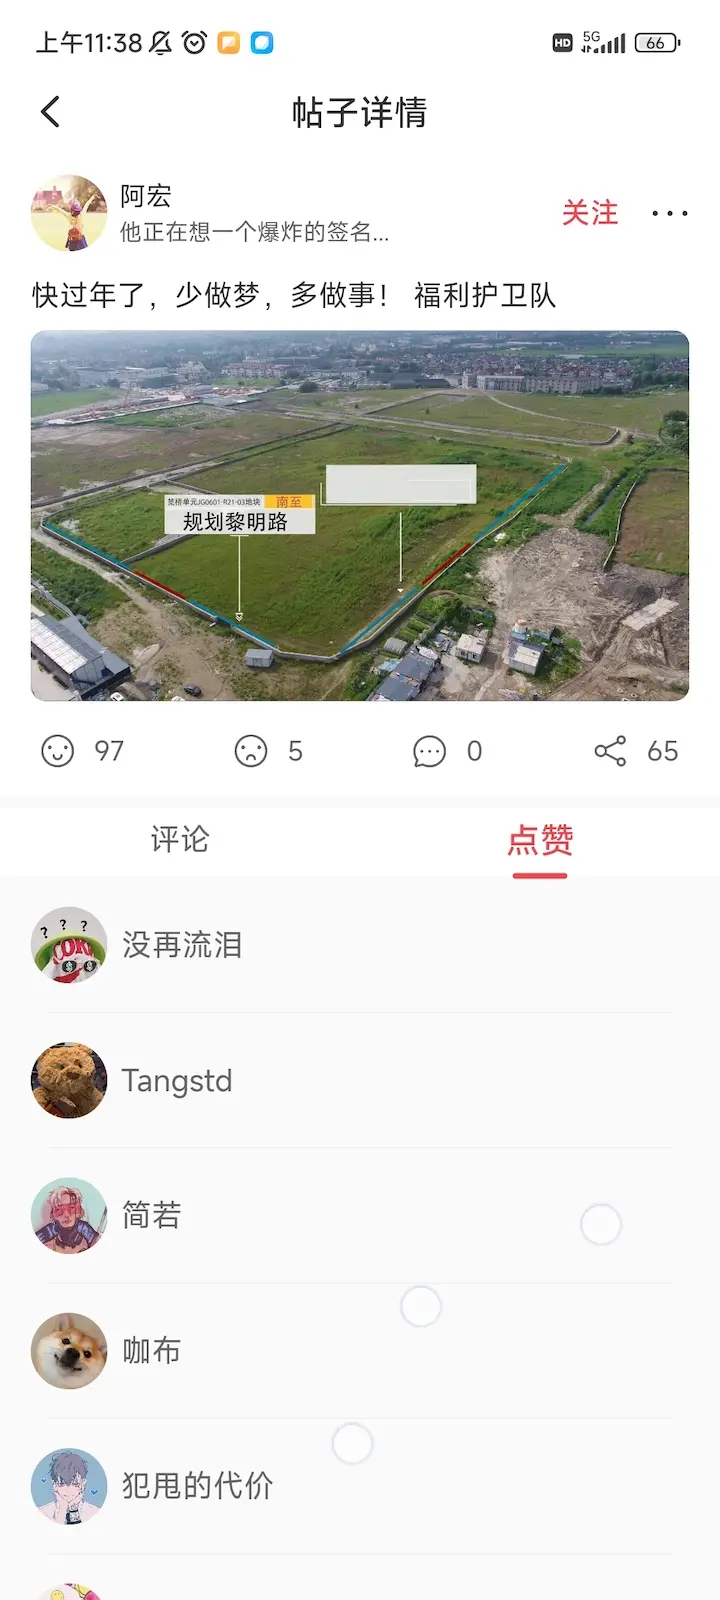 上午11:38
HD 5G 66
帖子详情
阿宏
他正在想一个爆炸的签名...
关注
快过年了，少做梦，多做事！ 福利护卫队
笕桥单元JG0601-R21-03地块 南至
规划黎明路
97 5 0 65
评论 点赞
? ? ?
没再流泪
Tangstd
简若
咖布
犯甩的代价